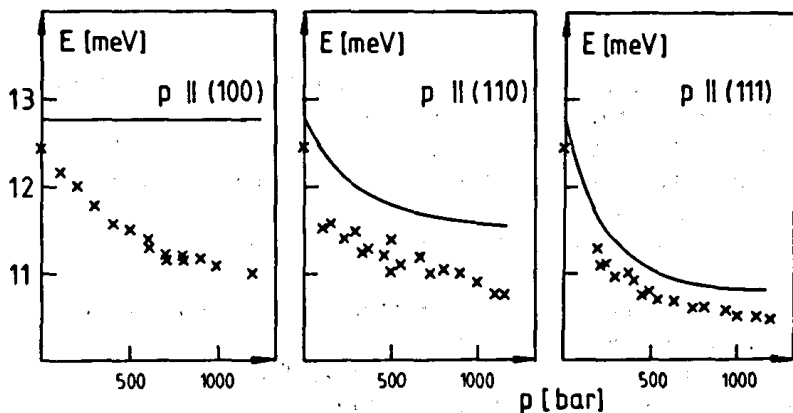 E [meV]
p || (100)
13
12
11
500
1000
E [meV]
p || (110)
500
1000
E [meV]
p || (111)
500
1000
p [bar]